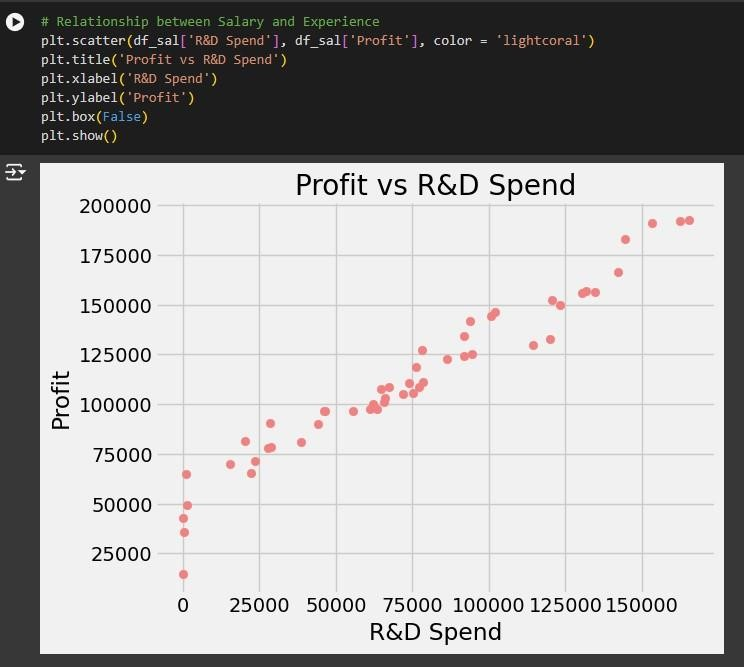 # Relationship between Salary and Experience
plt.scatter(df_sal['R&D Spend'], df_sal['Profit'], color = 'lightcoral')
plt.title('Profit vs R&D Spend')
plt.xlabel('R&D Spend')
plt.ylabel('Profit')
plt.box(False)
plt.show()
Profit vs R&D Spend
200000
175000
150000
125000
100000
75000
50000
25000
Profit
0 25000 50000 75000 100000 125000 150000
R&D Spend